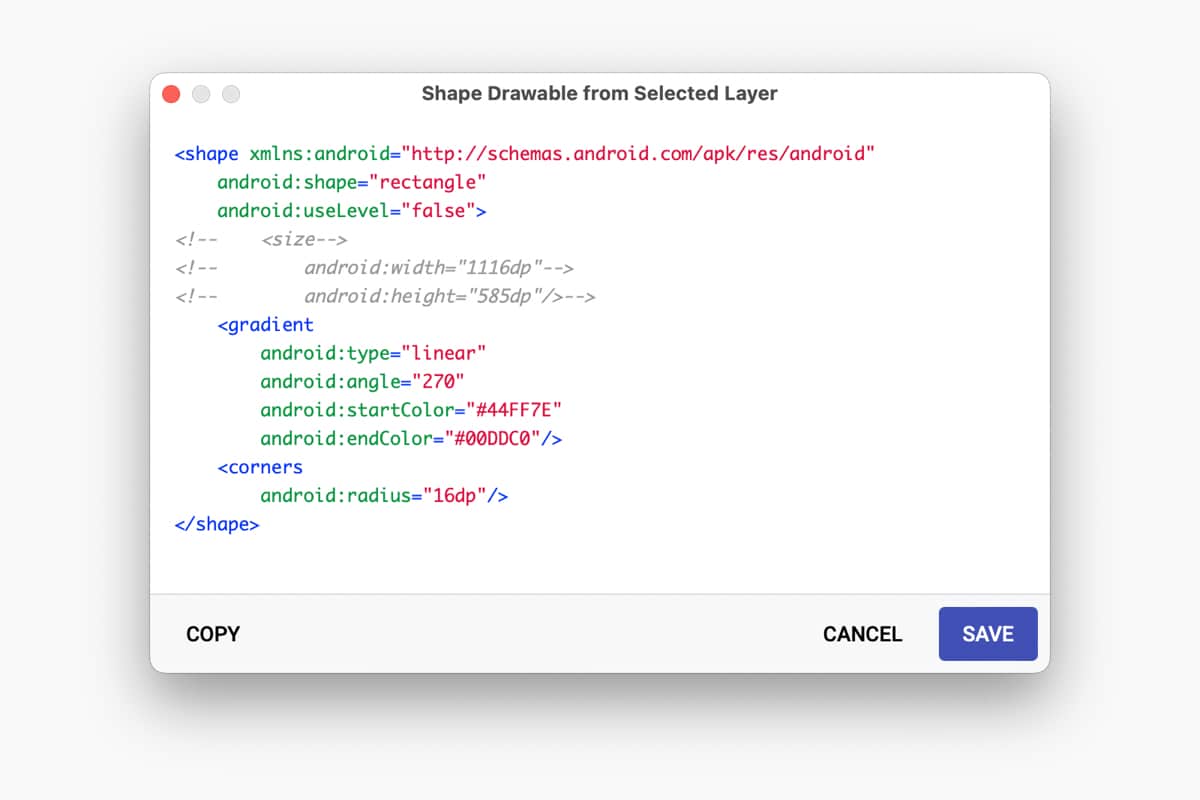 Shape Drawable from Selected Layer
<shape xmlns:android="http://schemas.android.com/apk/res/android"
    android:shape="rectangle"
    android:useLevel="false">
<!--    <size-->
<!--        android:width="1116dp"-->
<!--        android:height="585dp"/>-->
    <gradient
        android:type="linear"
        android:angle="270"
        android:startColor="#44FF7E"
        android:endColor="#00DDC0"/>
    <corners
        android:radius="16dp"/>
</shape>
COPY CANCEL SAVE